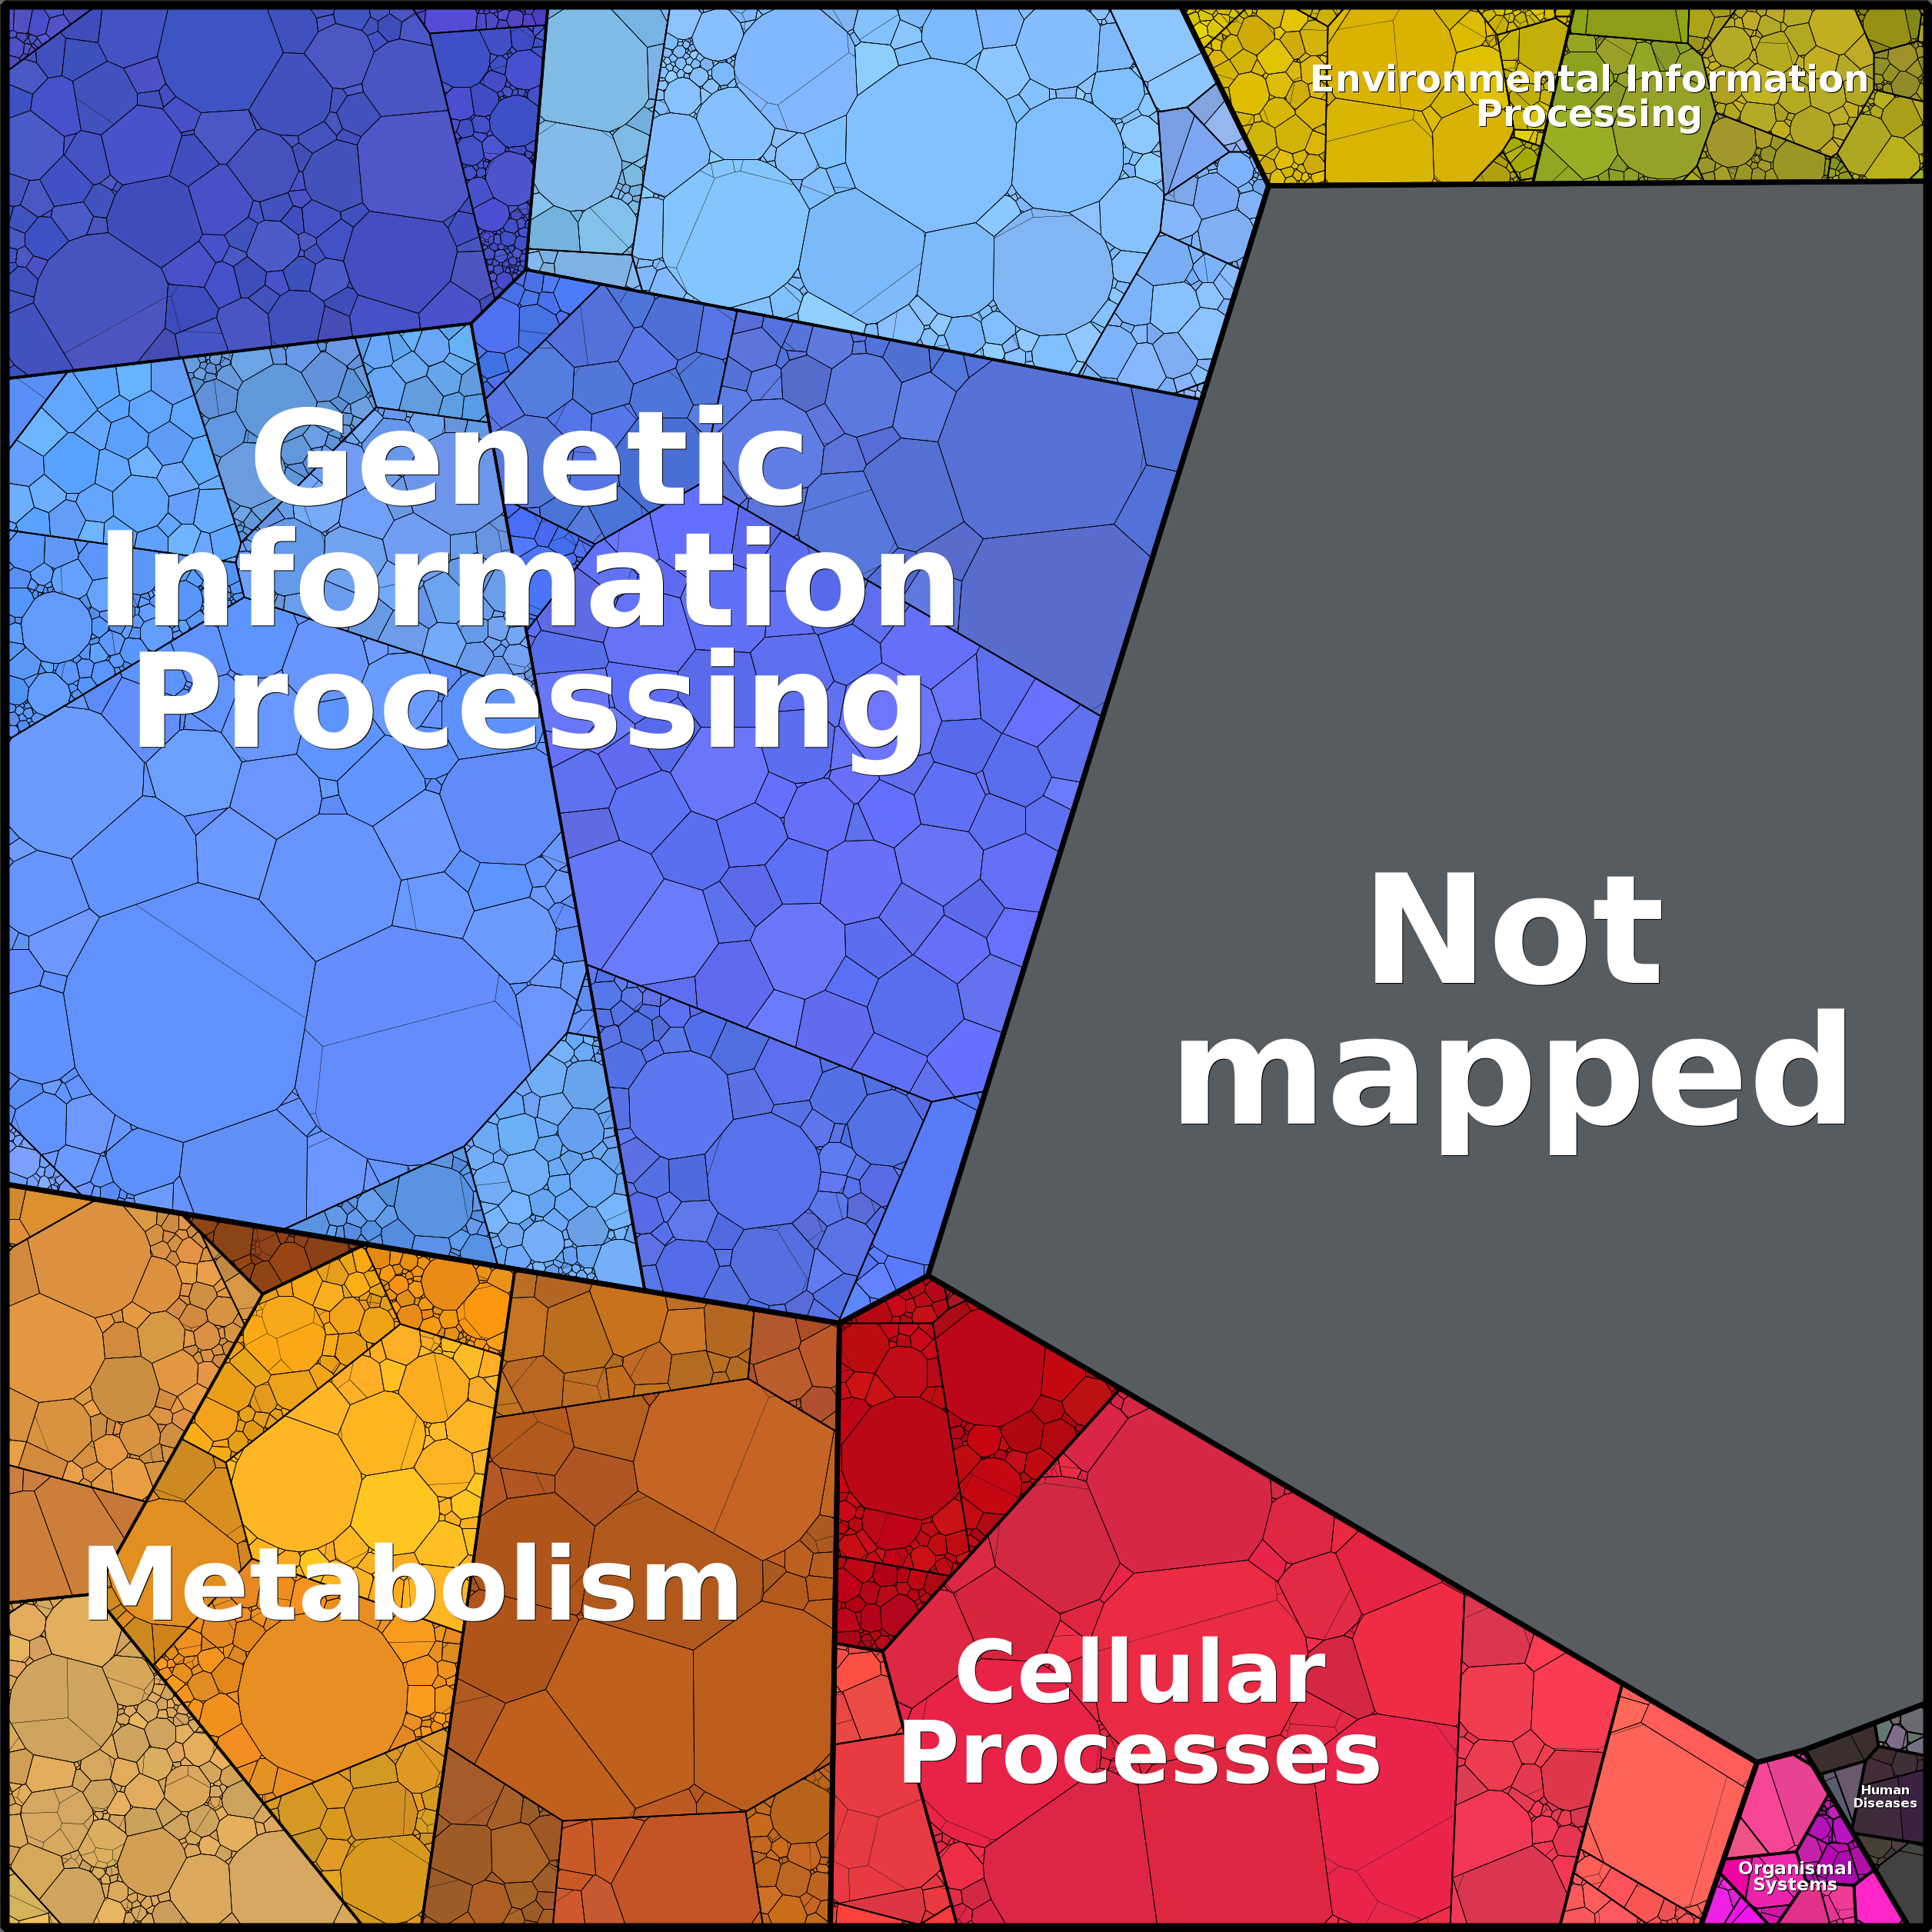 Environmental Information
Processing
Genetic
Information
Processing
Not
mapped
Metabolism
Cellular
Processes
Human
Diseases
Organismal
Systems